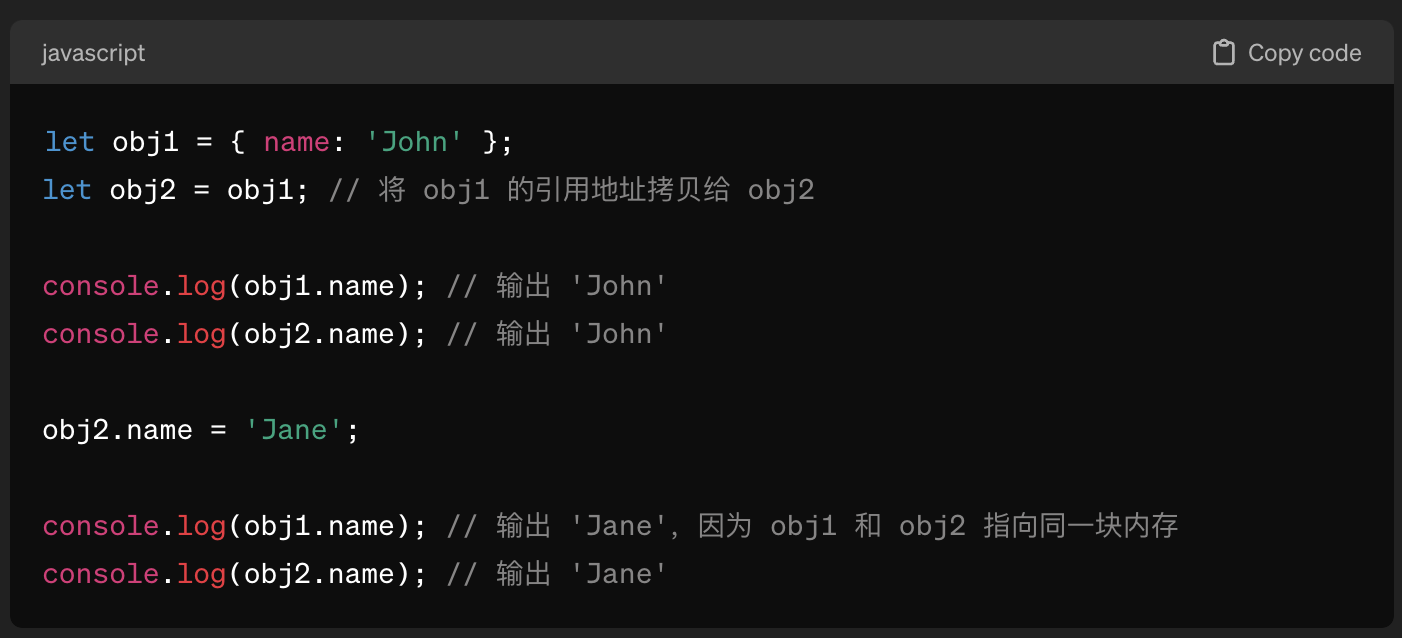 javascript
Copy code
let obj1 = { name: 'John' };
let obj2 = obj1; // 将 obj1 的引用地址拷贝给 obj2
console.log(obj1.name); // 输出 'John'
console.log(obj2.name); // 输出 'John'
obj2.name = 'Jane';
console.log(obj1.name); // 输出 'Jane'，因为 obj1 和 obj2 指向同一块内存
console.log(obj2.name); // 输出 'Jane'